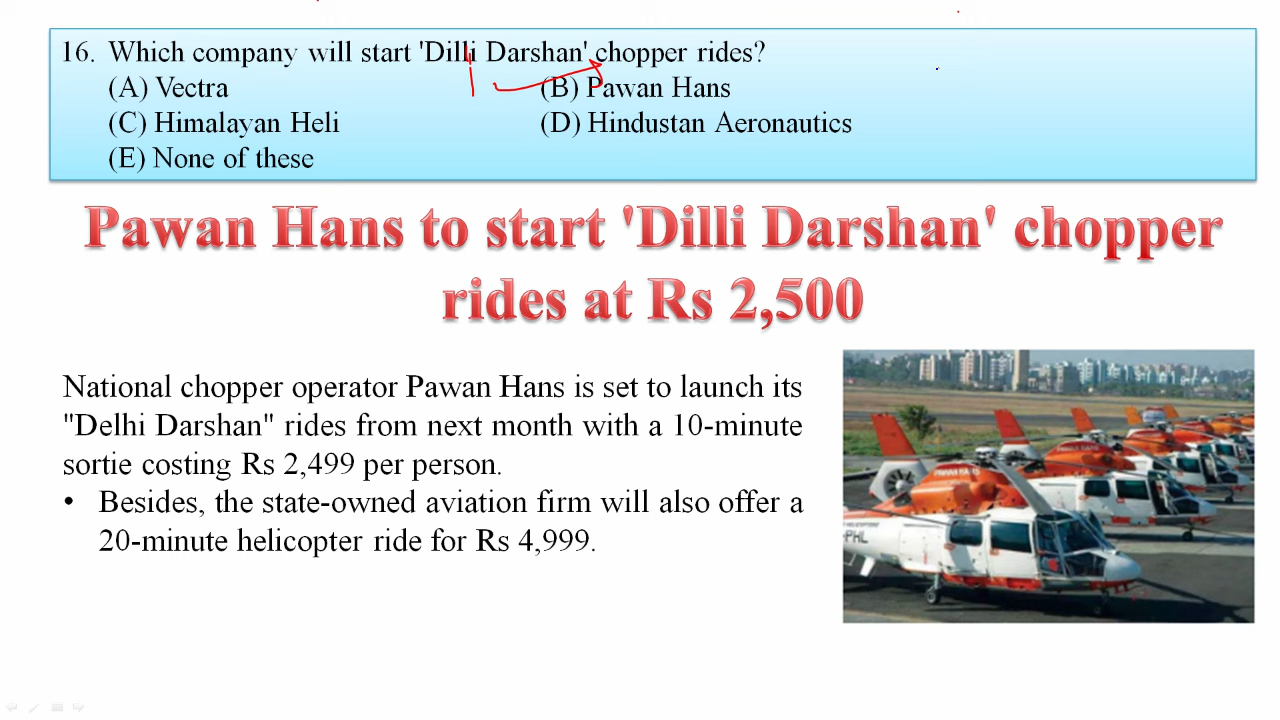 16. Which company will start 'Dilli Darshan' chopper rides?
(A) Vectra (B) Pawan Hans
(C) Himalayan Heli (D) Hindustan Aeronautics
(E) None of these
Pawan Hans to start 'Dilli Darshan' chopper
rides at Rs 2,500
National chopper operator Pawan Hans is set to launch its
"Delhi Darshan" rides from next month with a 10-minute
sortie costing Rs 2,499 per person.
• Besides, the state-owned aviation firm will also offer a
20-minute helicopter ride for Rs 4,999.
PAWAN HANS
-PHL